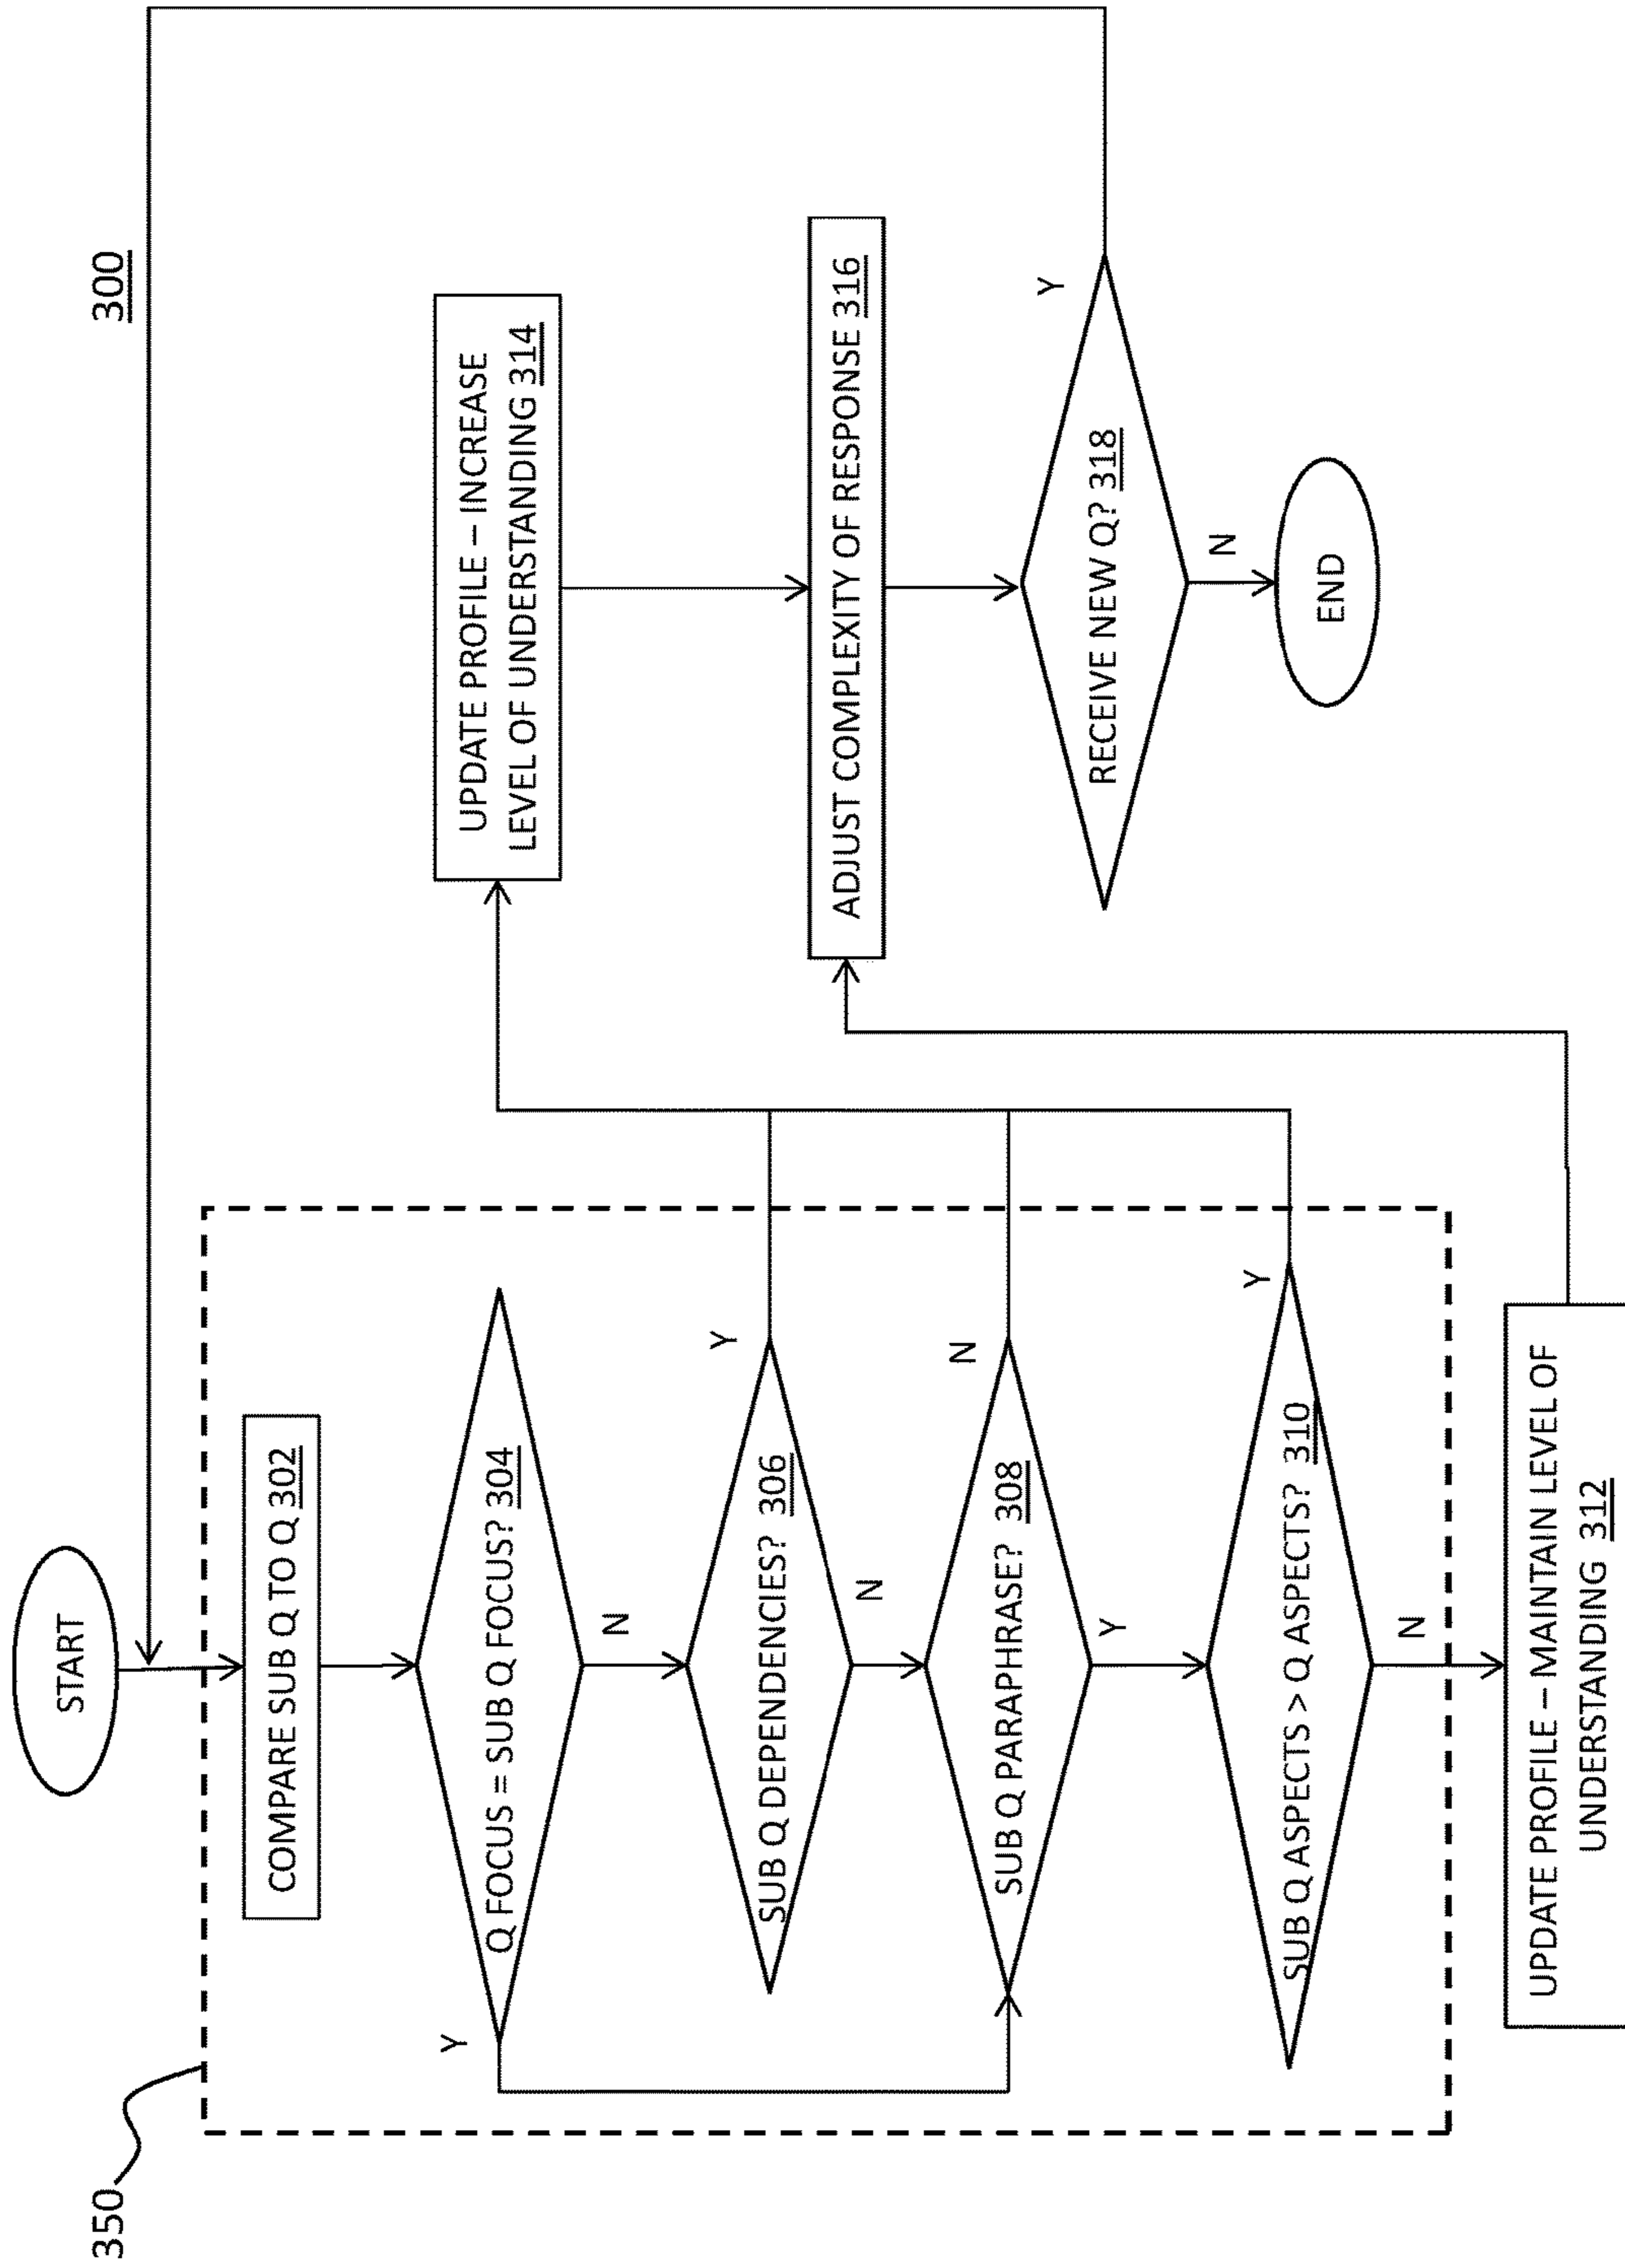 300
350
START
COMPARE SUB Q TO Q 302
Q FOCUS = SUB Q FOCUS? 304
Y
N
SUB Q DEPENDENCIES? 306
Y
N
SUB Q PARAPHRASE? 308
N
Y
SUB Q ASPECTS > Q ASPECTS? 310
Y
N
UPDATE PROFILE – MAINTAIN LEVEL OF
UNDERSTANDING 312
UPDATE PROFILE – INCREASE
LEVEL OF UNDERSTANDING 314
ADJUST COMPLEXITY OF RESPONSE 316
RECEIVE NEW Q? 318
Y
N
END